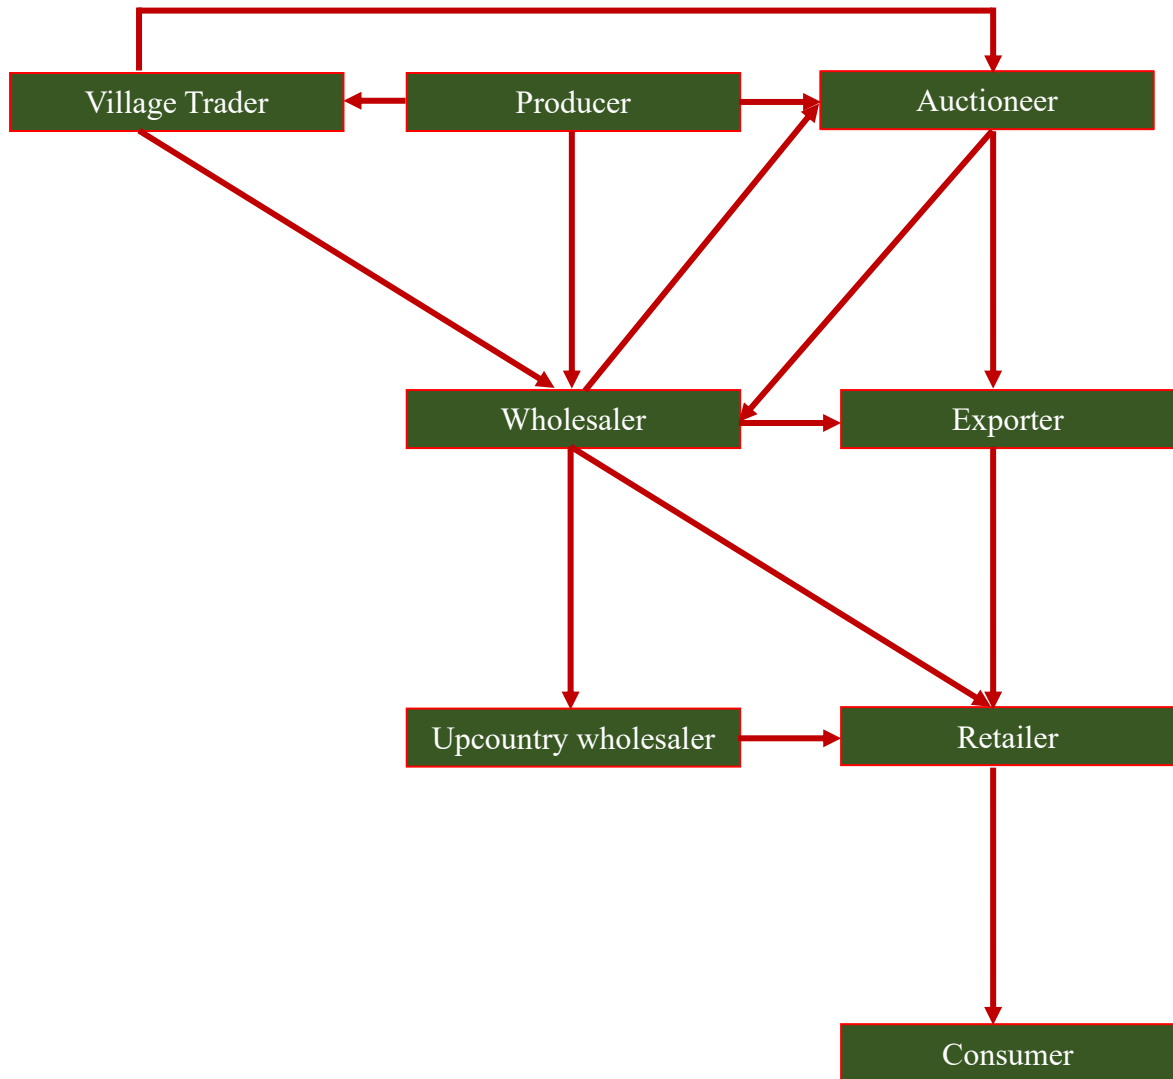 Village Trader
Producer
Auctioneer
Wholesaler
Exporter
Upcountry wholesaler
Retailer
Consumer